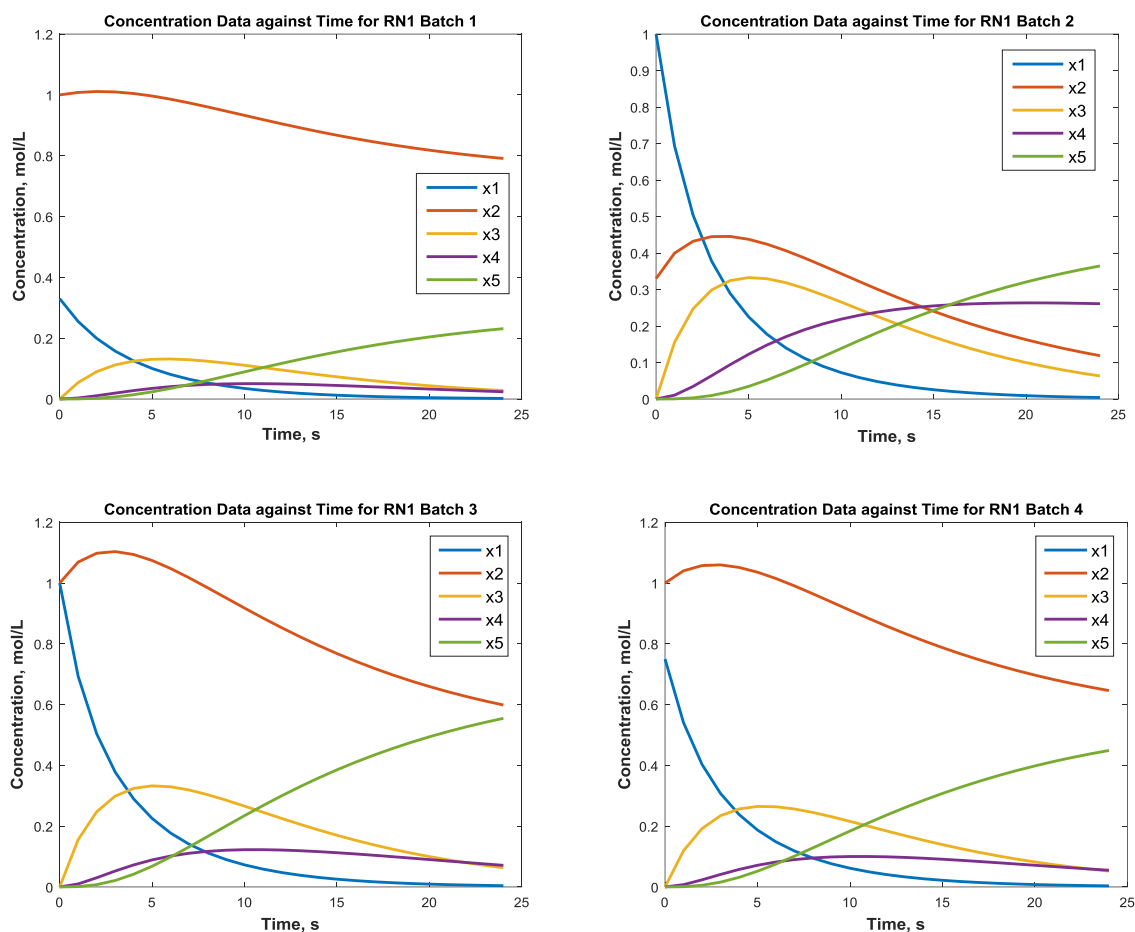 Concentration Data against Time for RN1 Batch 1
1.2
1
0.8
0.6
0.4
0.2
0
Concentration, mol/L
x1
x2
x3
x4
x5
0
5
10
15
20
25
Time, s
Concentration Data against Time for RN1 Batch 2
1
0.9
0.8
0.7
0.6
0.5
0.4
0.3
0.2
0.1
0
Concentration, mol/L
x1
x2
x3
x4
x5
0
5
10
15
20
25
Time, s
Concentration Data against Time for RN1 Batch 3
1.2
1
0.8
0.6
0.4
0.2
0
Concentration, mol/L
x1
x2
x3
x4
x5
0
5
10
15
20
25
Time, s
Concentration Data against Time for RN1 Batch 4
1.2
1
0.8
0.6
0.4
0.2
0
Concentration, mol/L
x1
x2
x3
x4
x5
0
5
10
15
20
25
Time, s